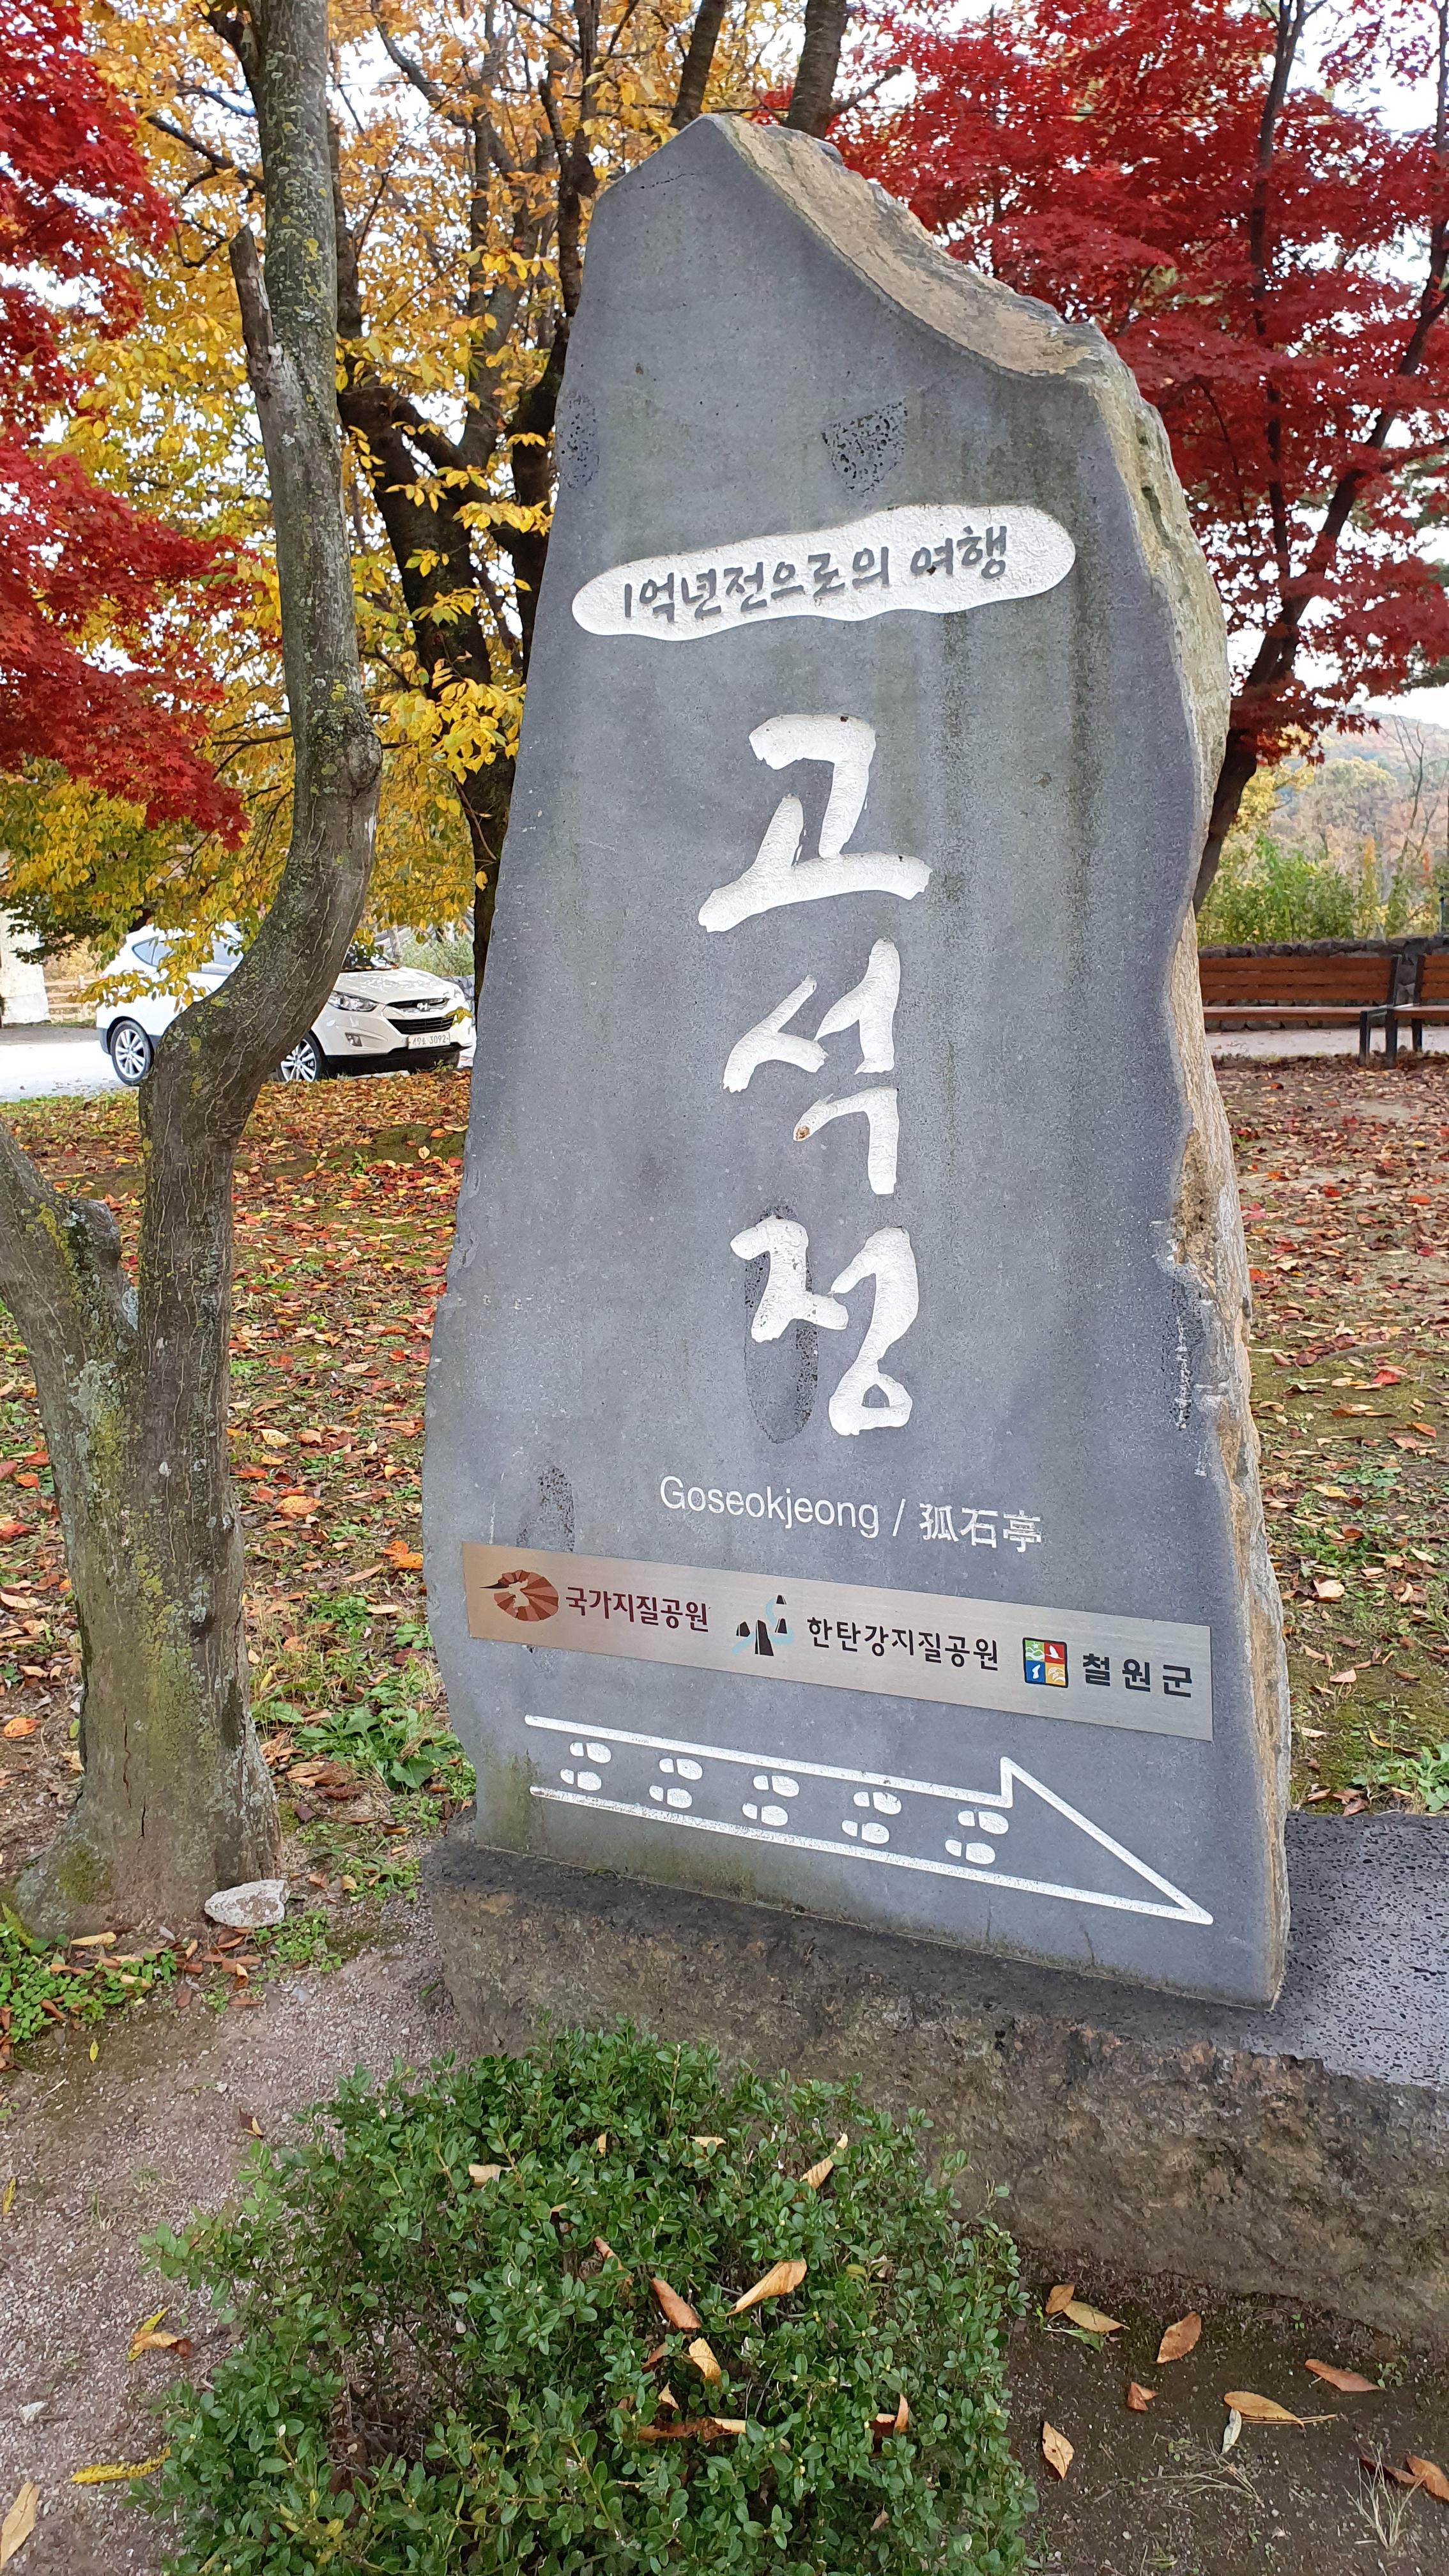 1억년전으로의 여행
고석정
Goseokjeong / 孤石亭
국가지질공원 한탄강지질공원 철원군